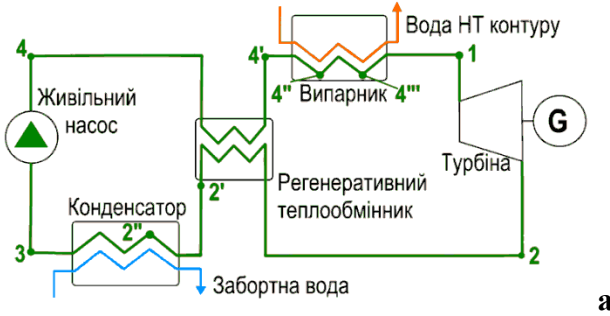 Вода НТ контуру
4
4'
1
4"
Випарник
4'''
Живільний
насос
G
Турбіна
2'
Регенеративний
теплообмінник
Конденсатор
2"
3
2
Забортна вода
а